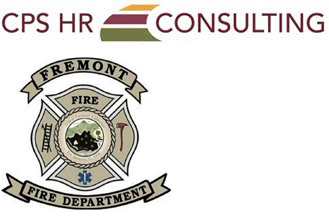 CPS HR CONSULTING
FREMONT
FIRE
FIRE DEPARTMENT